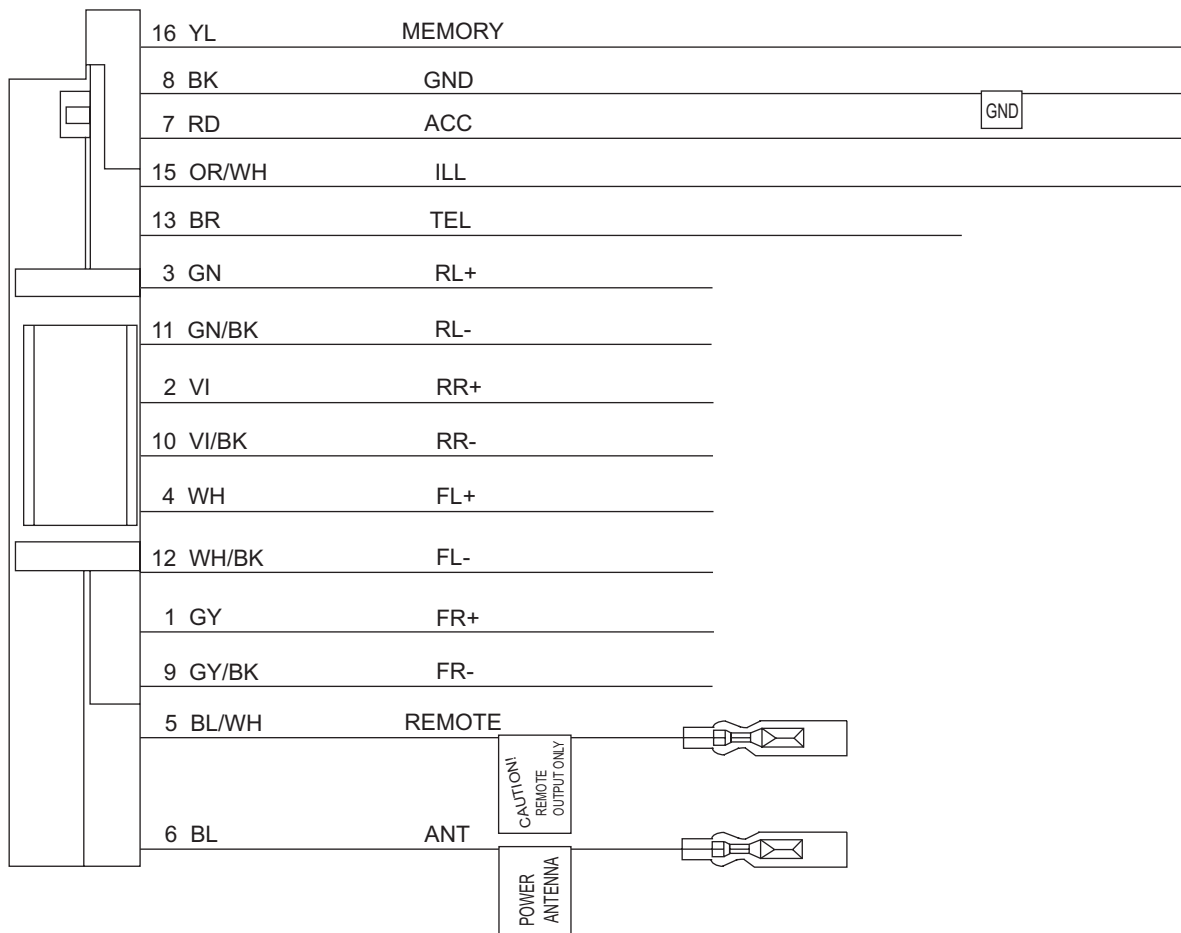 16 YL MEMORY
8 BK GND
GND
7 RD ACC
15 OR/WH ILL
13 BR TEL
3 GN RL+
11 GN/BK RL-
2 VI RR+
10 VI/BK RR-
4 WH FL+
12 WH/BK FL-
1 GY FR+
9 GY/BK FR-
5 BL/WH REMOTE
CAUTION!
REMOTE
OUTPUT ONLY
6 BL ANT
POWER
ANTENNA